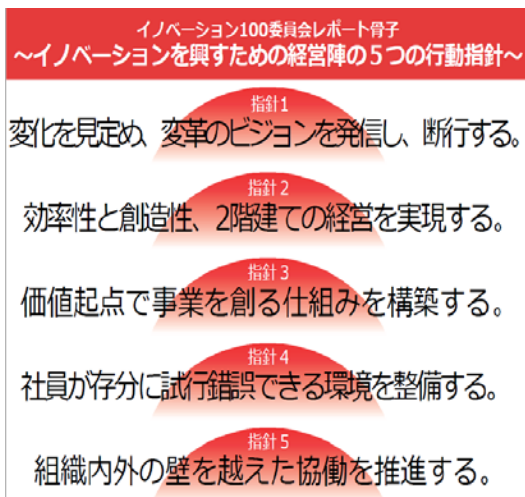 イノベーション100委員会レポート骨子
～イノベーションを興すための経営陣の５つの行動指針～
指針1
変化を見定め、変革のビジョンを発信し、断行する。
指針2
効率性と創造性、2階建ての経営を実現する。
指針3
価値起点で事業を創る仕組みを構築する。
指針4
社員が存分に試行錯誤できる環境を整備する。
指針5
組織内外の壁を越えた協働を推進する。